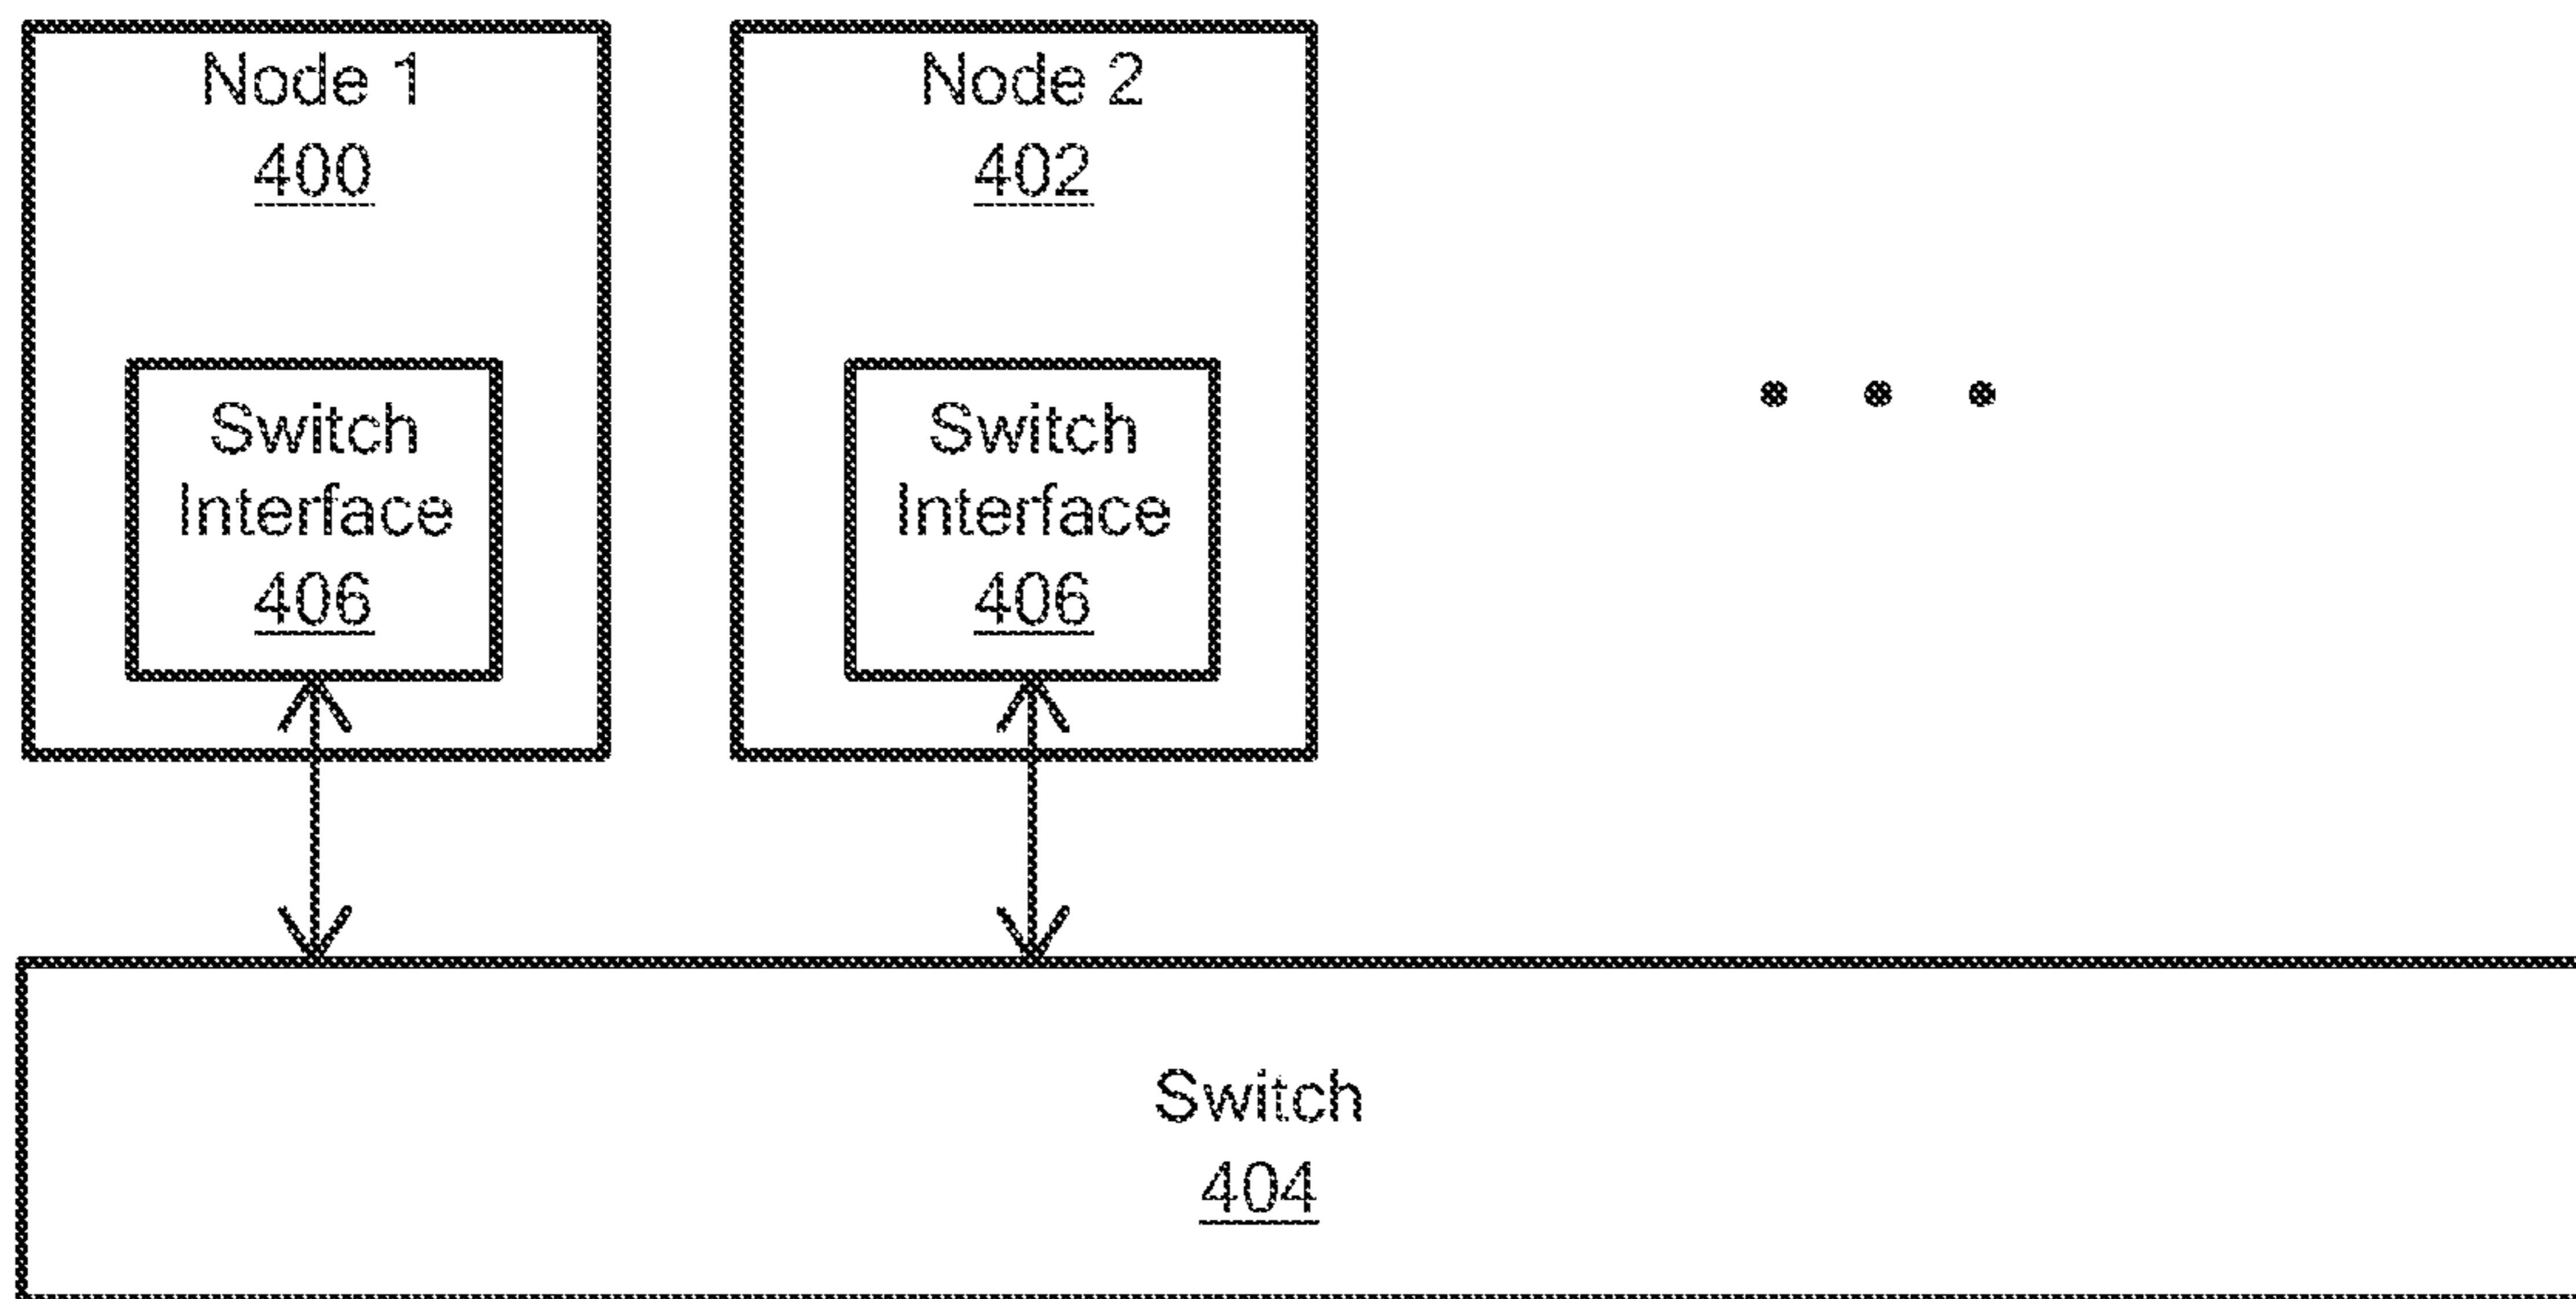 Node 1
400
Switch
Interface
406
Node 2
402
Switch
Interface
406
Switch
404